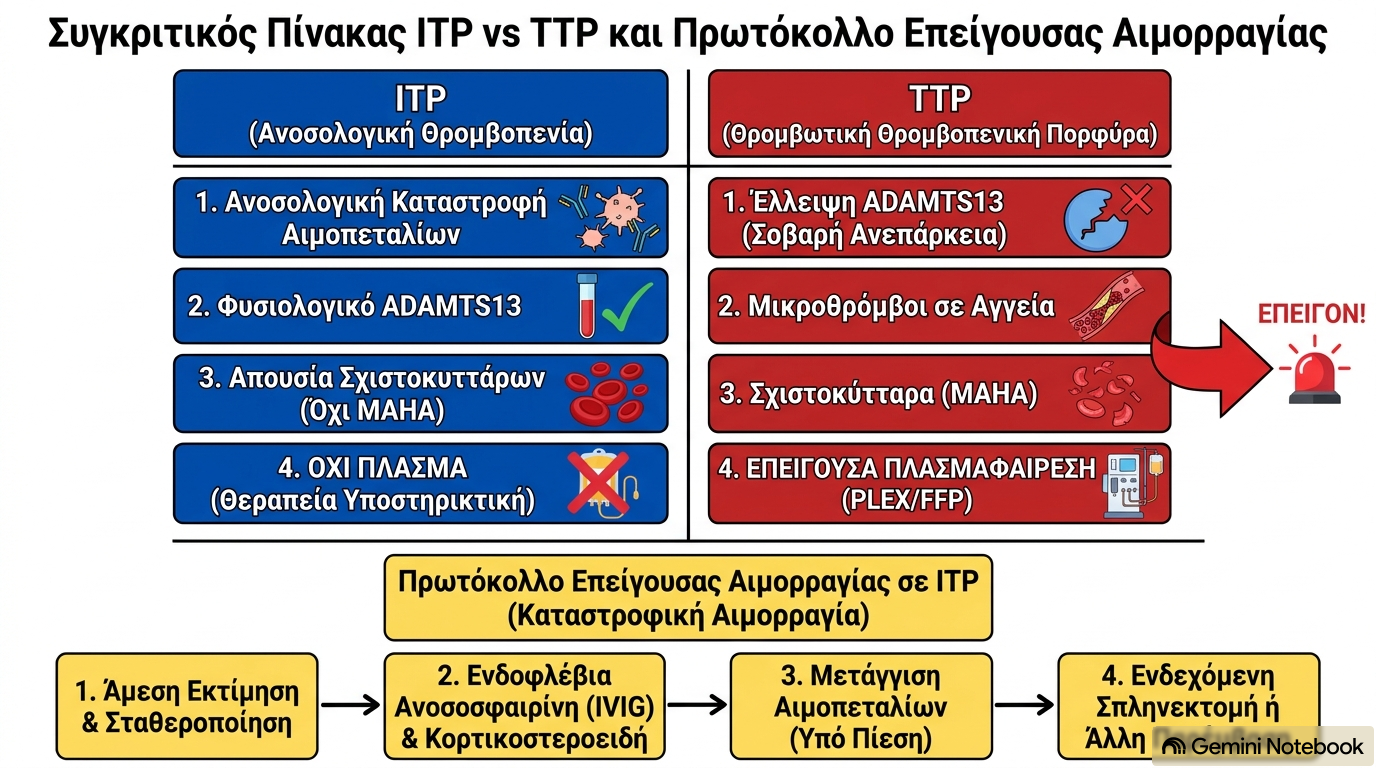 Συγκριτικός Πίνακας ITP vs TTP και Πρωτόκολλο Επείγουσας Αιμορραγίας
ITP
(Ανοσολογική Θρομβοπενία)
1. Ανοσολογική Καταστροφή
Αιμοπεταλίων
2. Φυσιολογικό ADAMTS13
3. Απουσία Σχιστοκυττάρων
(Όχι MAHA)
4. ΟΧΙ ΠΛΑΣΜΑ
(Θεραπεία Υποστηρικτική)
TTP
(Θρομβωτική Θρομβοπενική Πορφύρα)
1. Έλλειψη ADAMTS13
(Σοβαρή Ανεπάρκεια)
2. Μικροθρόμβοι σε Αγγεία
3. Σχιστοκύτταρα (MAHA)
4. ΕΠΕΙΓΟΥΣΑ ΠΛΑΣΜΑΦΑΙΡΕΣΗ
(PLEX/FFP)
ΕΠΕΙΓΟΝ!
Πρωτόκολλο Επείγουσας Αιμορραγίας σε ITP
(Καταστροφική Αιμορραγία)
1. Άμεση Εκτίμηση
& Σταθεροποίηση
2. Ενδοφλέβια
Ανοσοσφαιρίνη (IVIG)
& Κορτικοστεροειδή
3. Μετάγγιση
Αιμοπεταλίων
(Υπό Πίεση)
4. Ενδεχόμενη
Σπληνεκτομή ή
Άλλη
Gemini Notebook